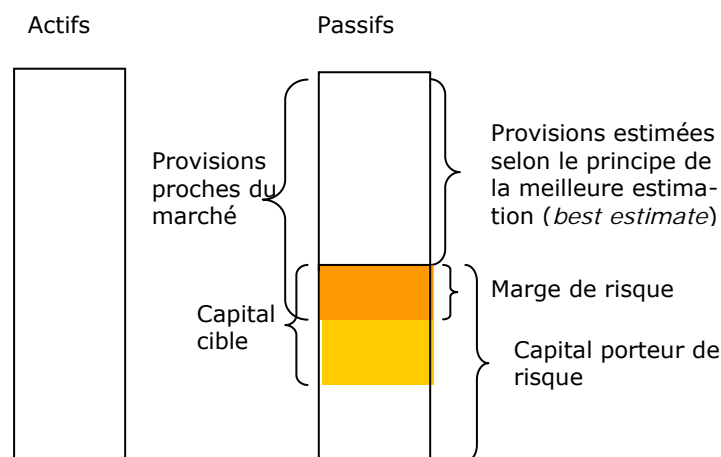 Actifs
Passifs
Provisions
proches du
marché
Provisions estimées
selon le principe de
la meilleure estima-
tion (best estimate)
Marge de risque
Capital
cible
Capital porteur de
risque